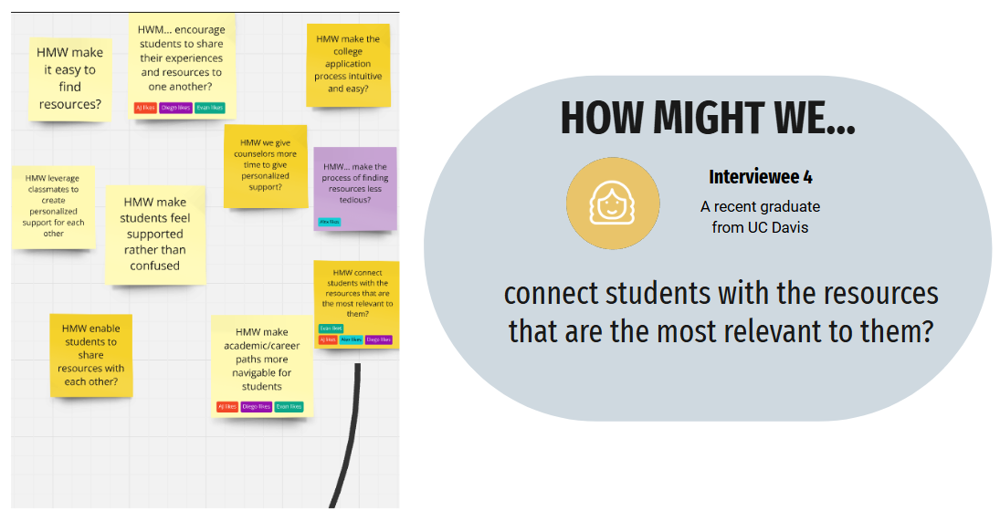 HMW make
it easy to
find
resources?
HWM... encourage
students to share
their experiences
and resources to
one another?
AJ likes Diego likes Evan likes
HMW make the
college
application
process intuitive
and easy?
HMW we give
counselors more
time to give
personalized
support?
HMW... make the
process of finding
resources less
tedious?
Alex likes
HMW leverage
classmates to
create
personalized
support for each
other
HMW make
students feel
supported
rather than
confused
HMW connect
students with the
resources that are
the most relevant to
them?
Evan likes
AJ likes Alex likes Diego likes
HMW enable
students to
share
resources with
each other?
HMW make
academic/career
paths more
navigable for
students
AJ likes Diego likes Evan likes
HOW MIGHT WE...
Interviewee 4
A recent graduate
from UC Davis
connect students with the resources
that are the most relevant to them?